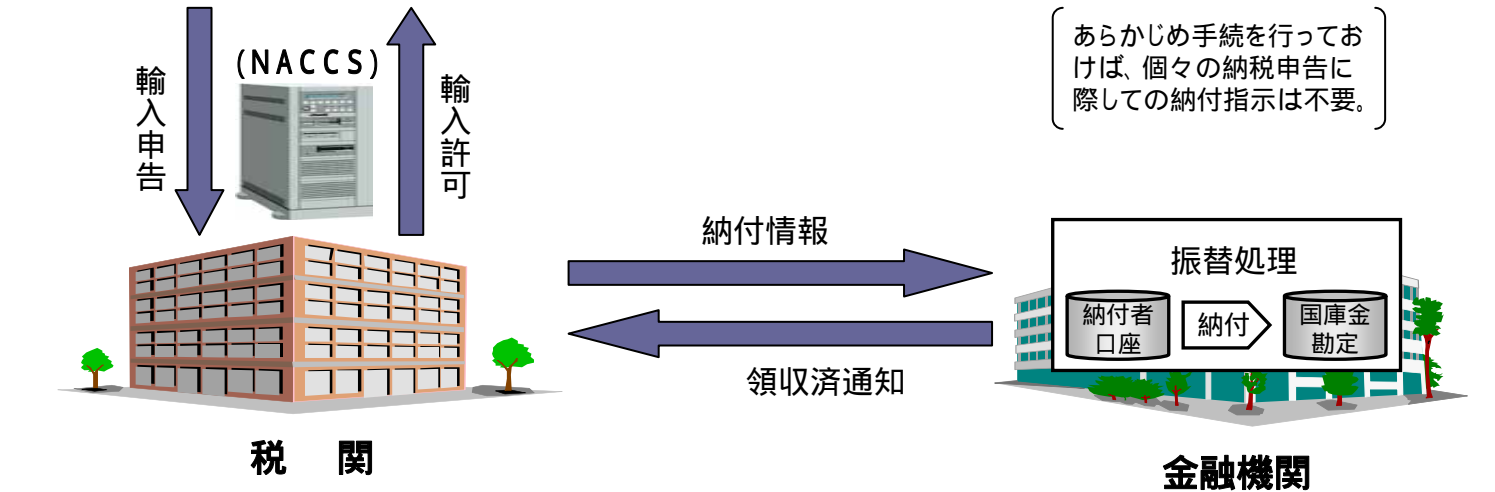 (NACCS)
輸入申告
輸入許可
あらかじめ手続を行ってお
けば、個々の納税申告に
際しての納付指示は不要。
納付情報
領収済通知
振替処理
納付者
口座
納付
国庫金
勘定
税 関
金融機関